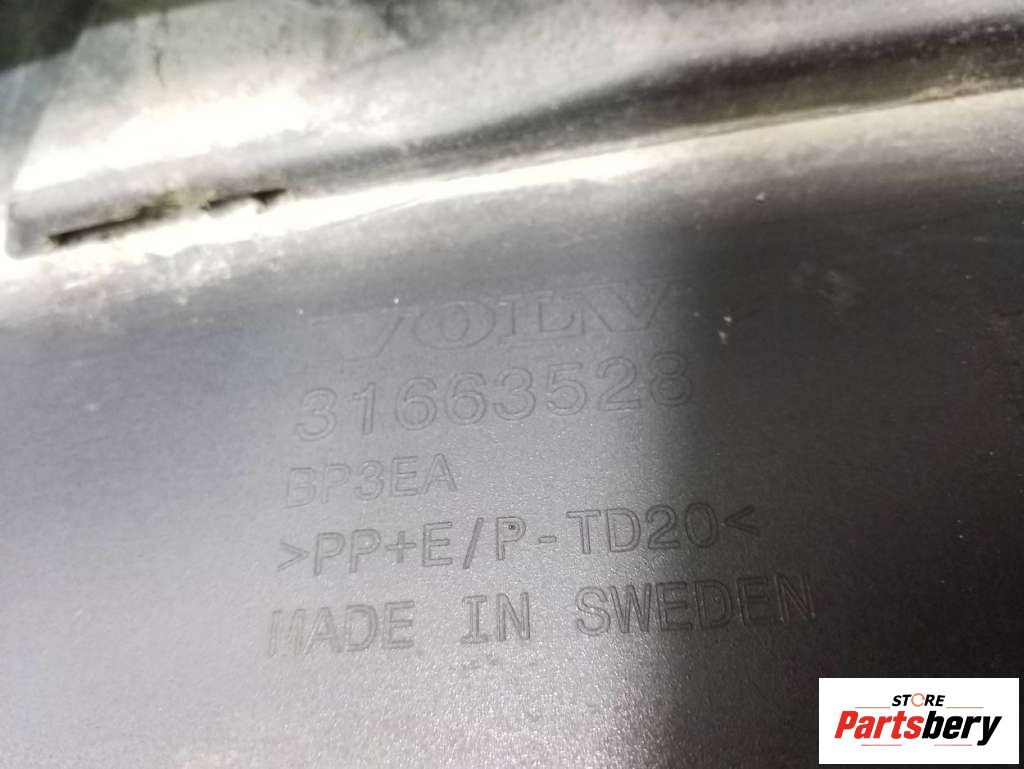 VOLVO
31663528
BP3EA
>PP+E/P-TD20<
MADE IN SWEDEN
STORE
Partsbery